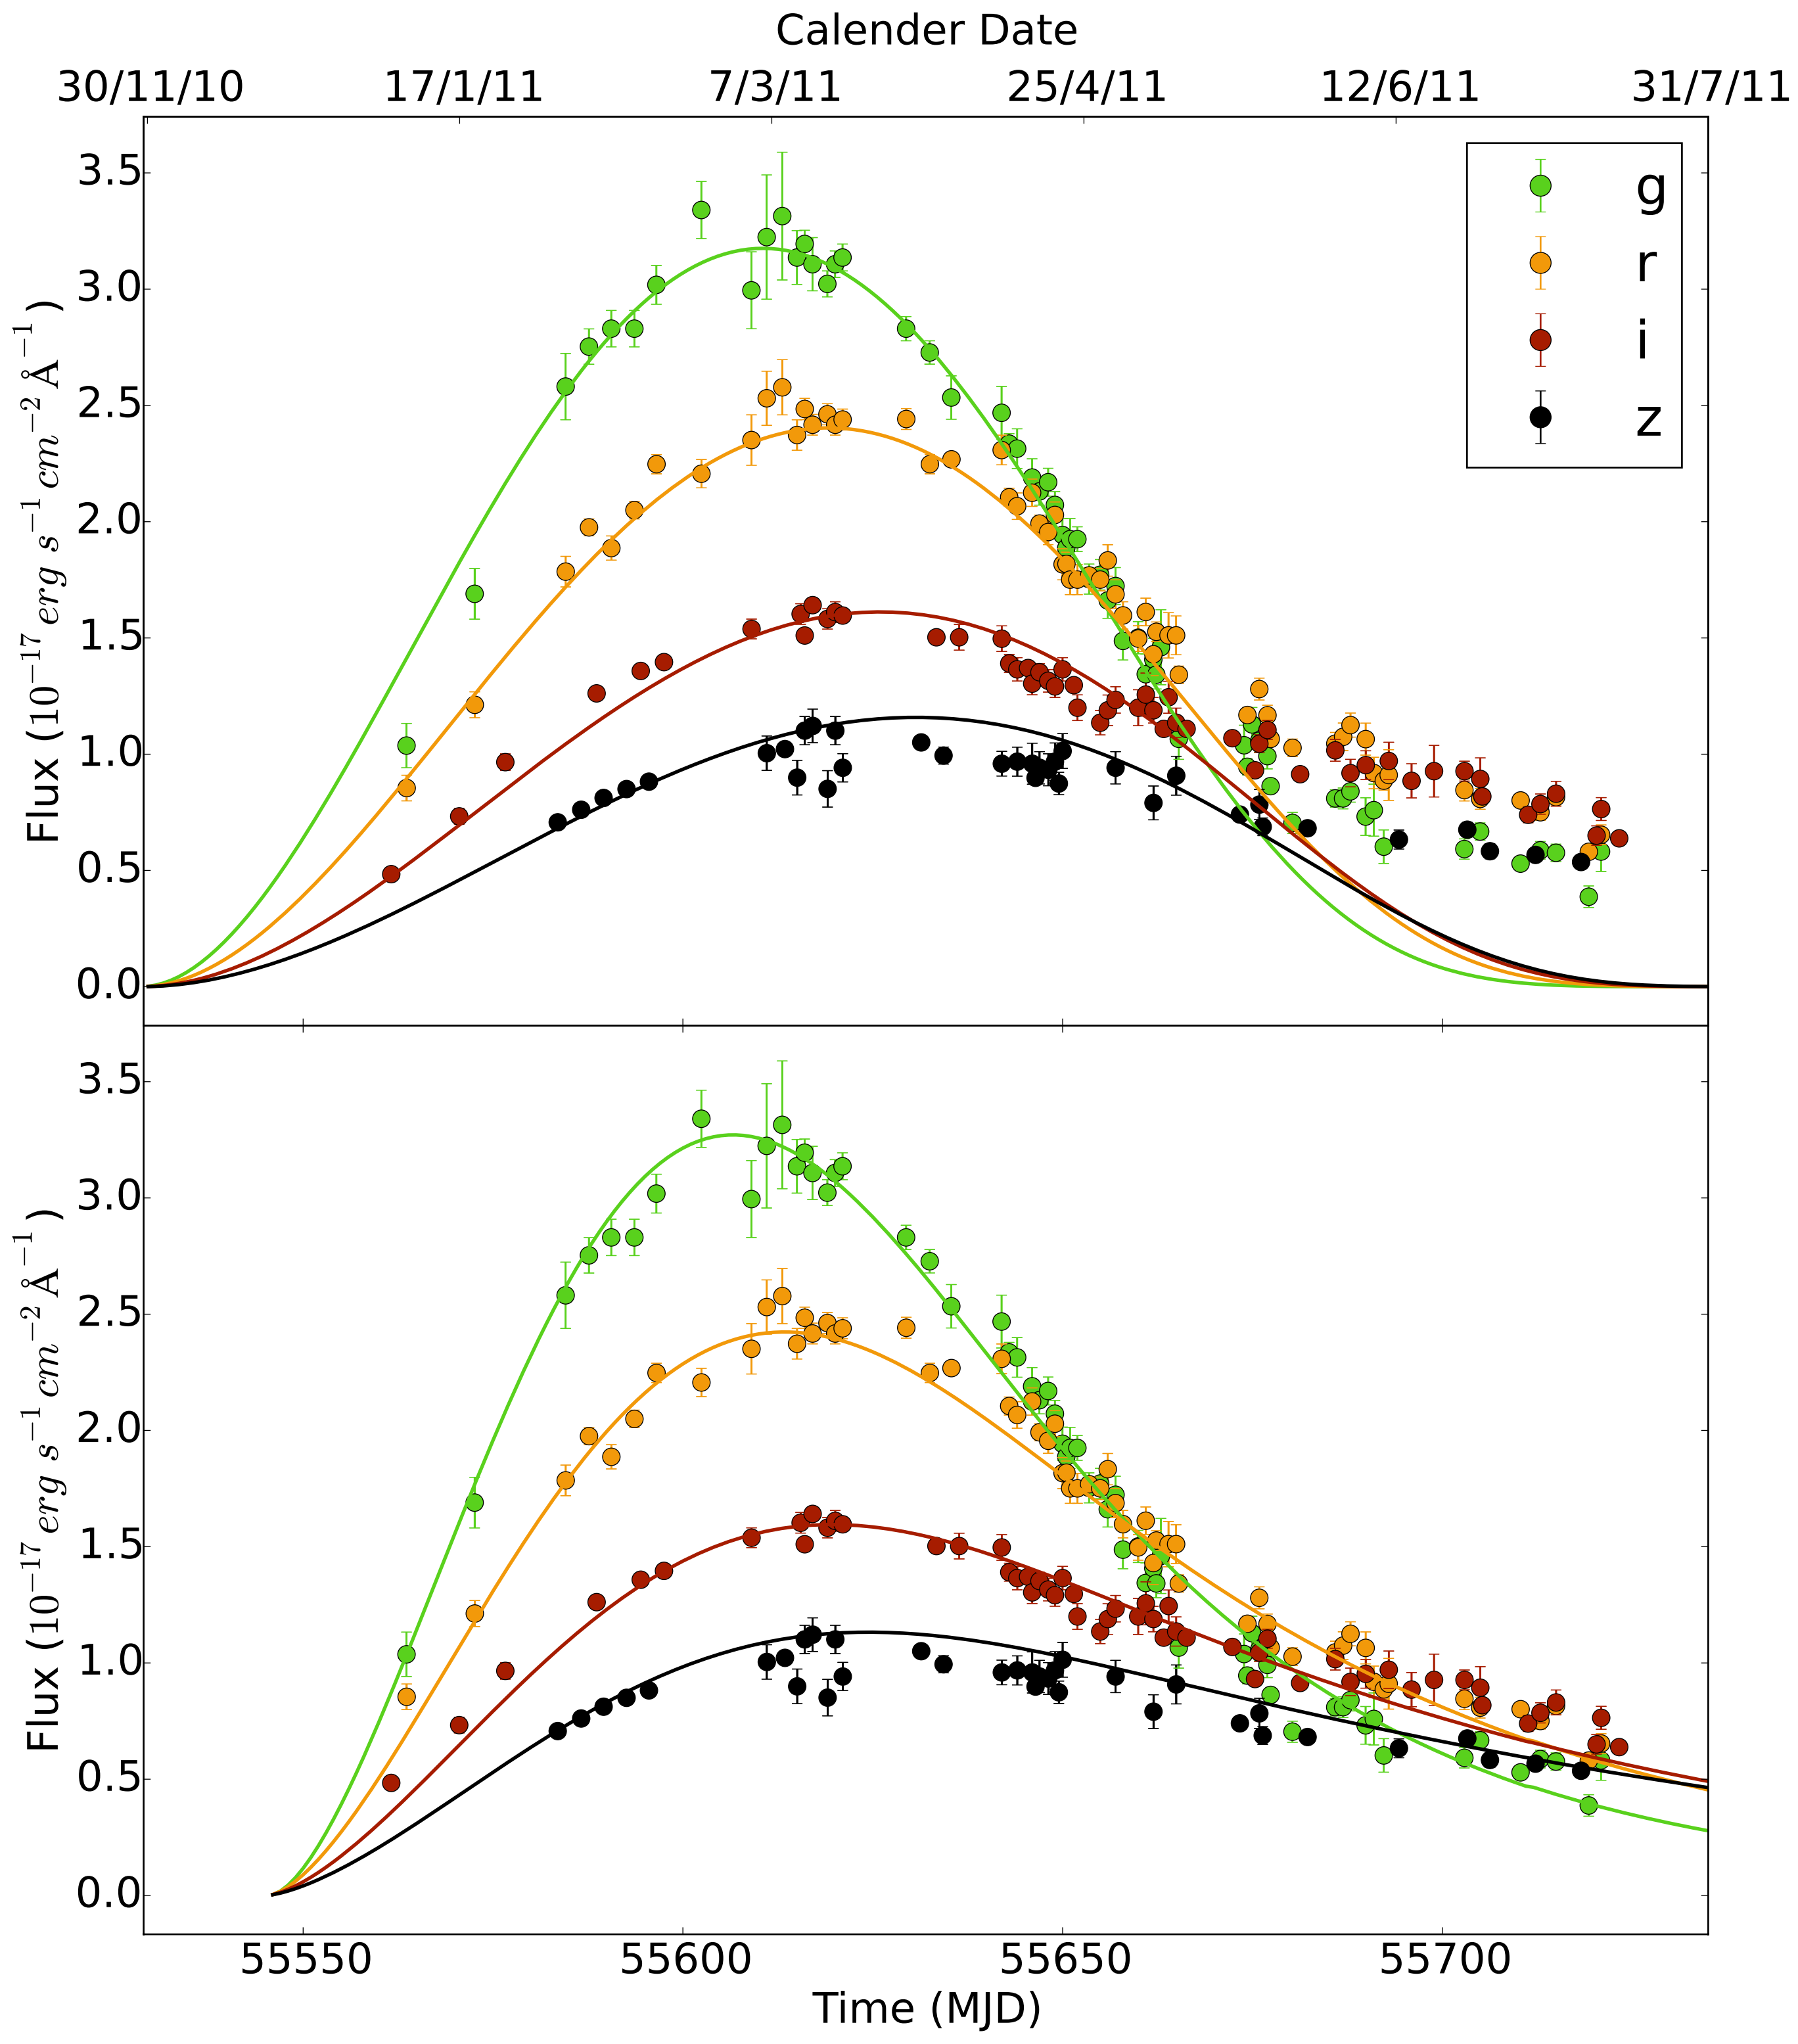 Calender Date
30/11/10 17/1/11 7/3/11 25/4/11 12/6/11 31/7/11
3.5
3.0
2.5
2.0
1.5
1.0
0.5
0.0
Flux (10⁻¹⁷ erg s⁻¹ cm⁻² Å⁻¹ )
g
r
i
z
3.5
3.0
2.5
2.0
1.5
1.0
0.5
0.0
Flux (10⁻¹⁷ erg s⁻¹ cm⁻² Å⁻¹ )
55550 55600 55650 55700
Time (MJD)